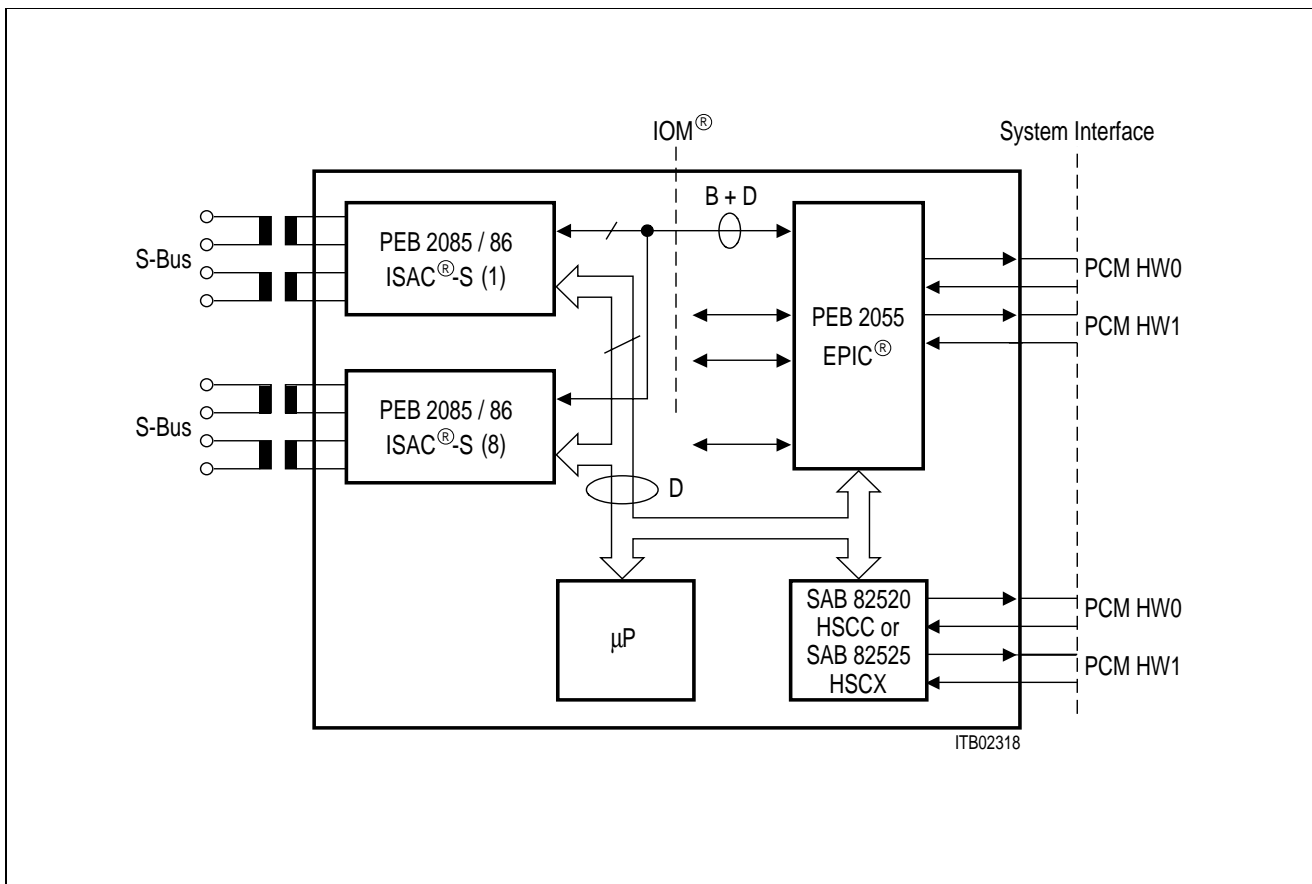 IOM®
System Interface
B + D
S-Bus
PEB 2085 / 86
ISAC®-S (1)
PEB 2055
EPIC®
PCM HW0
PCM HW1
S-Bus
PEB 2085 / 86
ISAC®-S (8)
D
µP
SAB 82520
HSCC or
SAB 82525
HSCX
PCM HW0
PCM HW1
ITB02318